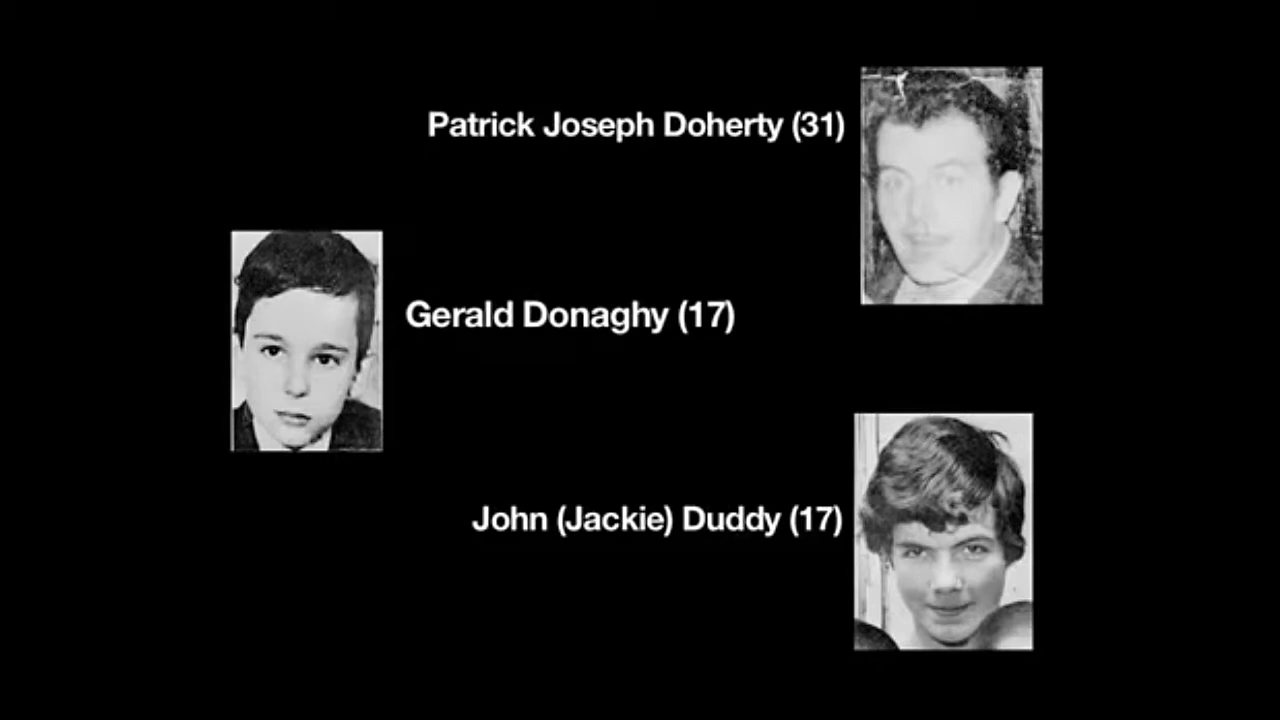 Patrick Joseph Doherty (31)
Gerald Donaghy (17)
John (Jackie) Duddy (17)